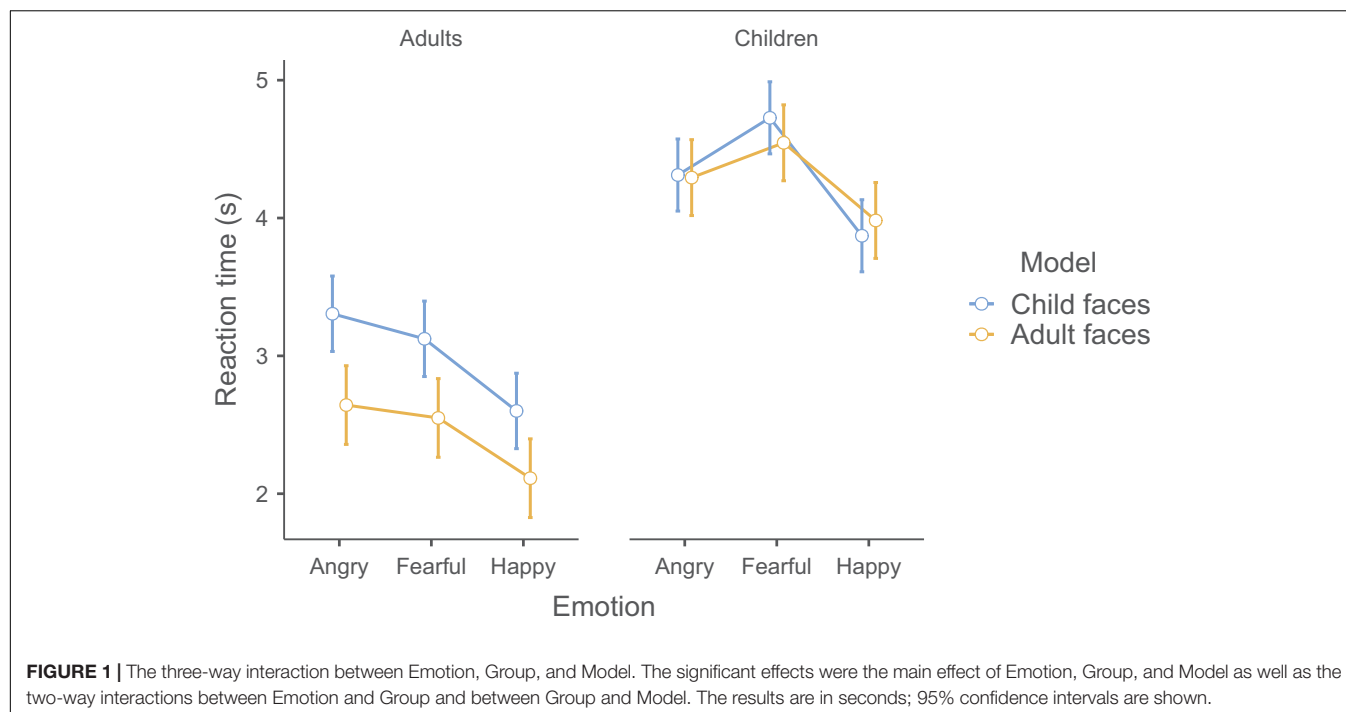 Adults
Children
5
4
3
2
Reaction time (s)
Angry
Fearful
Happy
Angry
Fearful
Happy
Emotion
Model
Child faces
Adult faces
FIGURE 1 | The three-way interaction between Emotion, Group, and Model. The significant effects were the main effect of Emotion, Group, and Model as well as the
two-way interactions between Emotion and Group and between Group and Model. The results are in seconds; 95% confidence intervals are shown.